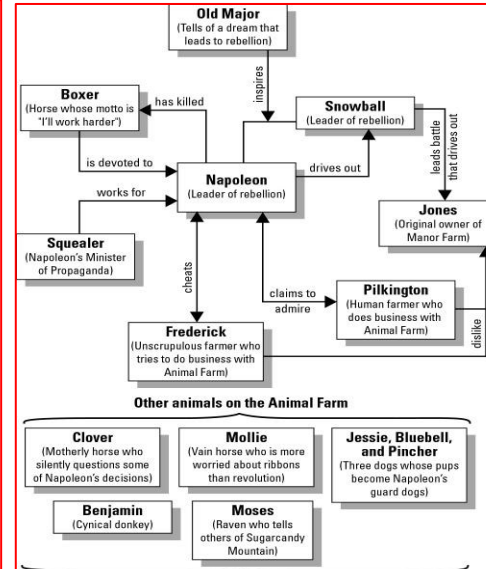 Old Major
(Tells of a dream that
leads to rebellion)
inspires
Boxer
(Horse whose motto is
"I'll work harder")
has killed
Snowball
(Leader of rebellion)
leads battle
that drives out
is devoted to
Napoleon
(Leader of rebellion)
drives out
works for
Jones
(Original owner of
Manor Farm)
Squealer
(Napoleon's Minister
of Propaganda)
cheats
claims to
admire
Pilkington
(Human farmer who
does business with
Animal Farm)
dislike
Frederick
(Unscrupulous farmer who
tries to do business with
Animal Farm)
Other animals on the Animal Farm
Clover
(Motherly horse who
silently questions some
of Napoleon's decisions)
Mollie
(Vain horse who is more
worried about ribbons
than revolution)
Jessie, Bluebell,
and Pincher
(Three dogs whose pups
become Napoleon's
guard dogs)
Benjamin
(Cynical donkey)
Moses
(Raven who tells
others of Sugarcandy
Mountain)